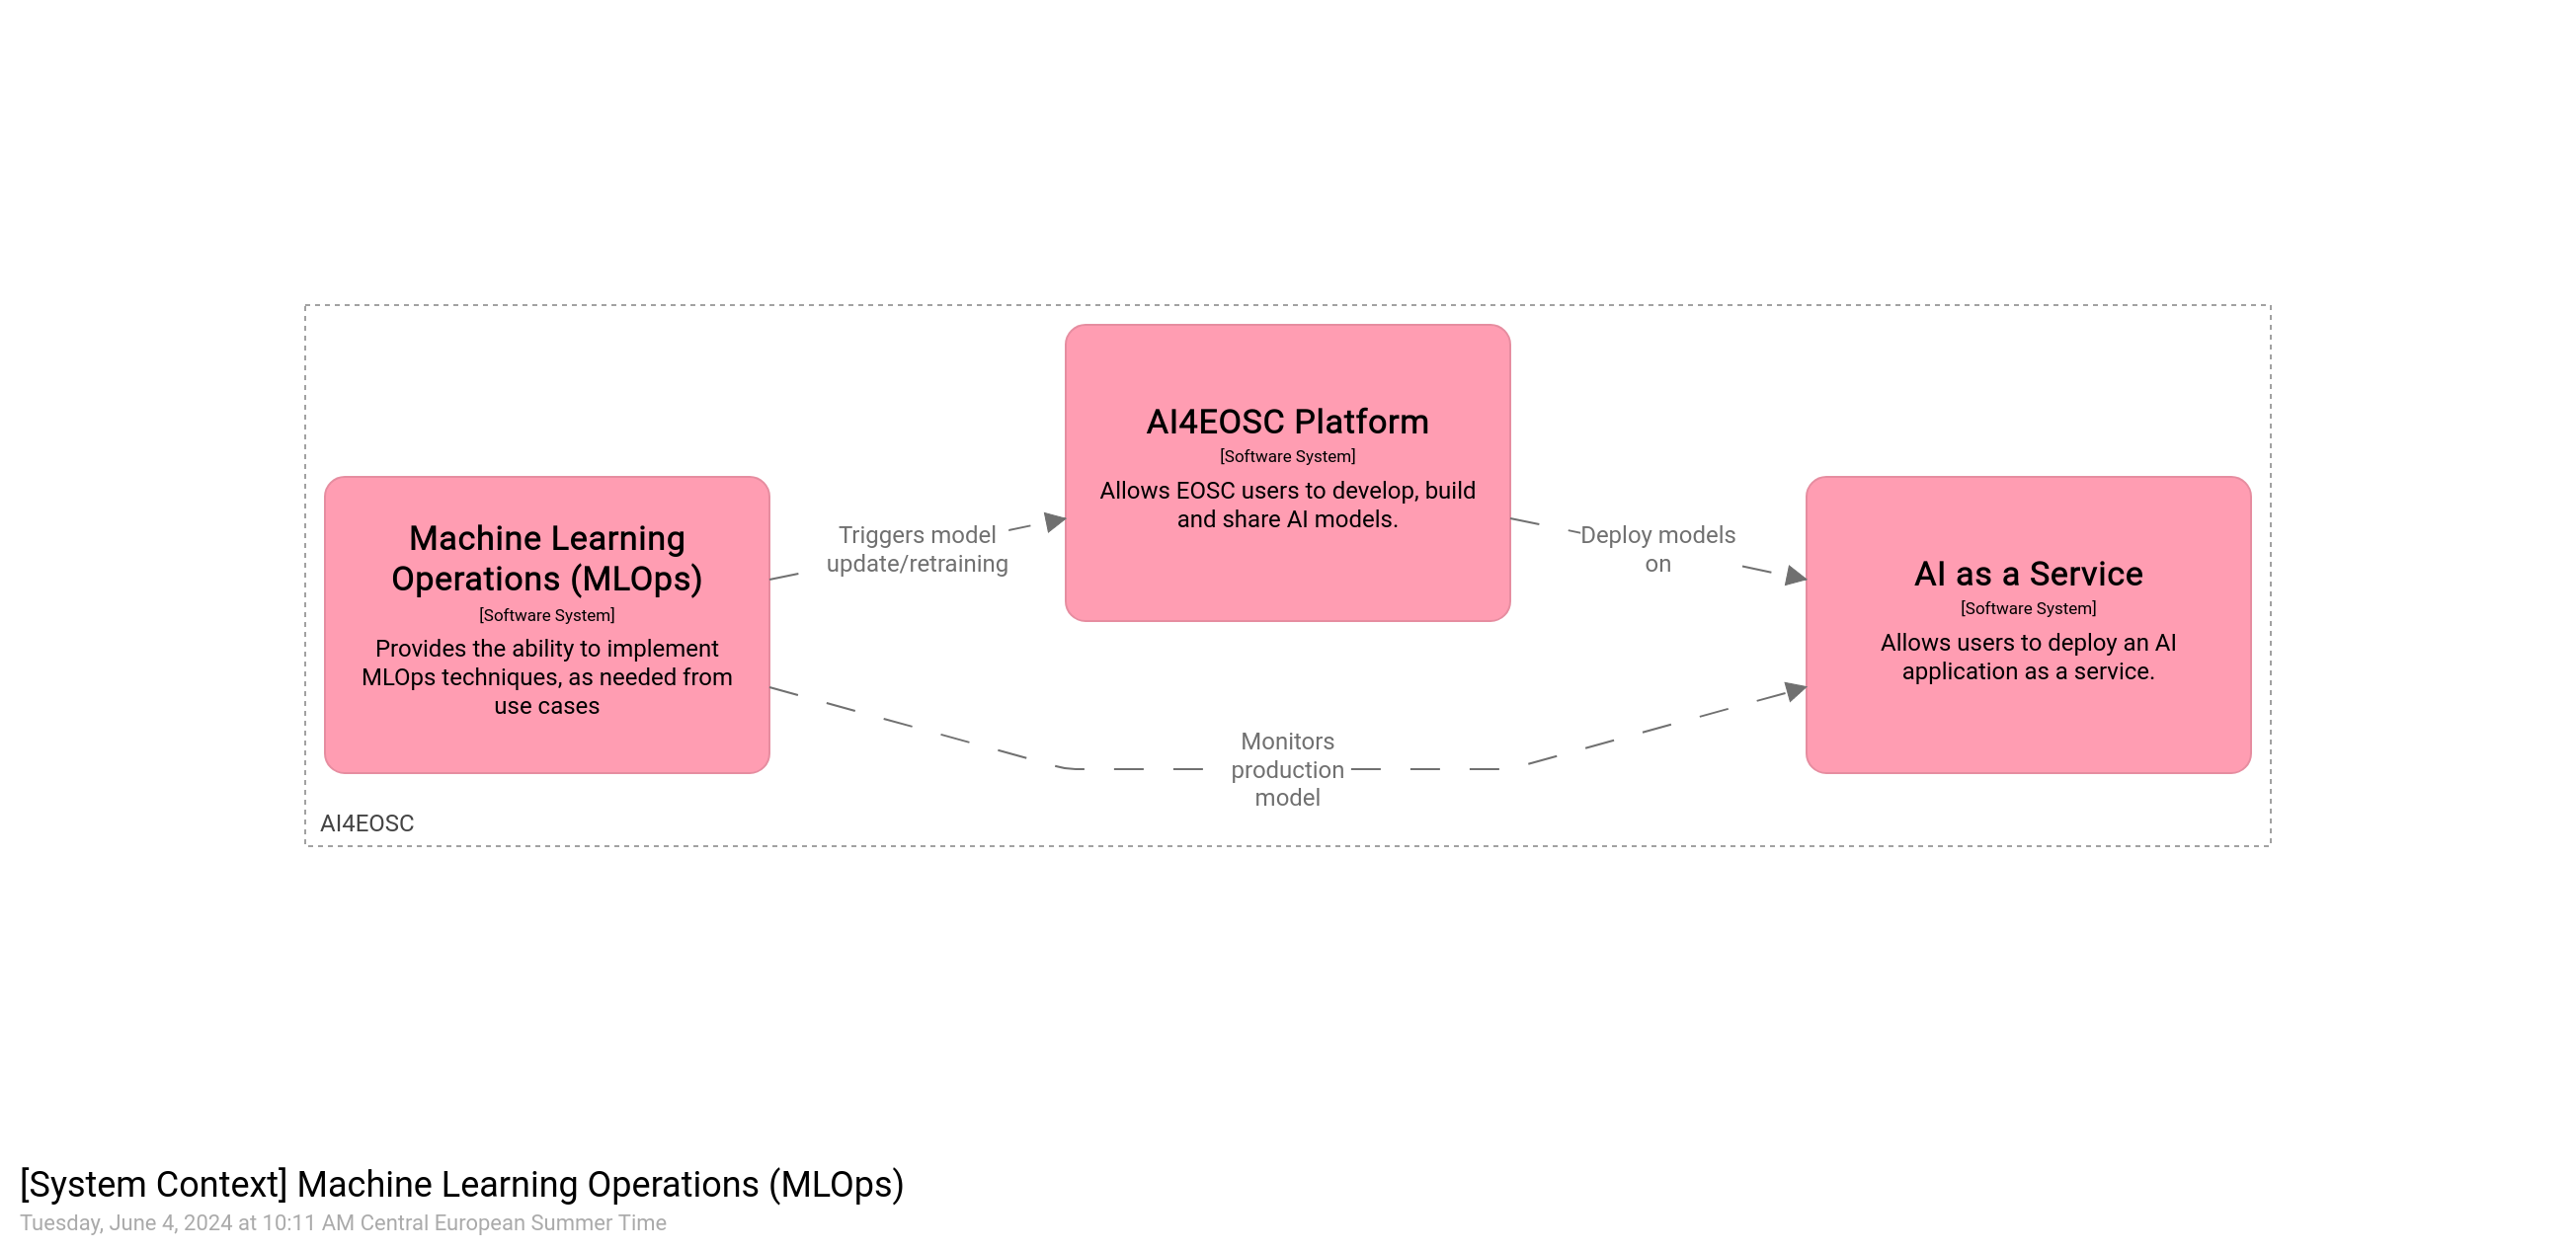 AI4EOSC Platform
[Software System]
Allows EOSC users to develop, build
and share AI models.
Machine Learning
Operations (MLOps)
[Software System]
Provides the ability to implement
MLOps techniques, as needed from
use cases
Triggers model
update/retraining
Deploy models
on
AI as a Service
[Software System]
Allows users to deploy an AI
application as a service.
Monitors
production
model
AI4EOSC
[System Context] Machine Learning Operations (MLOps)
Tuesday, June 4, 2024 at 10:11 AM Central European Summer Time